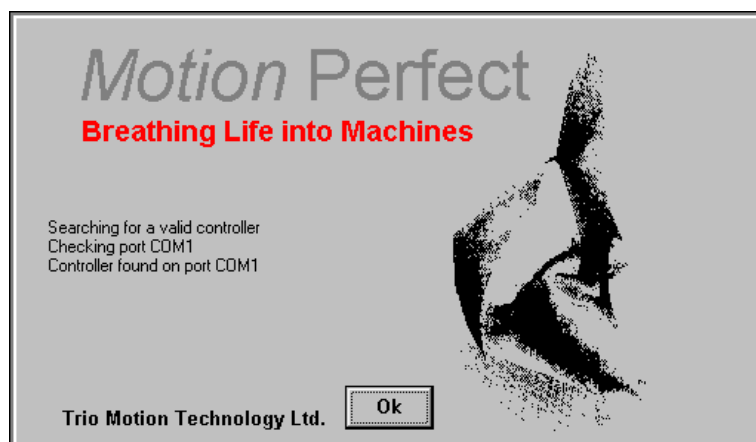 Motion Perfect
Breathing Life into Machines
Searching for a valid controller
Checking port COM1
Controller found on port COM1
Trio Motion Technology Ltd.
Ok